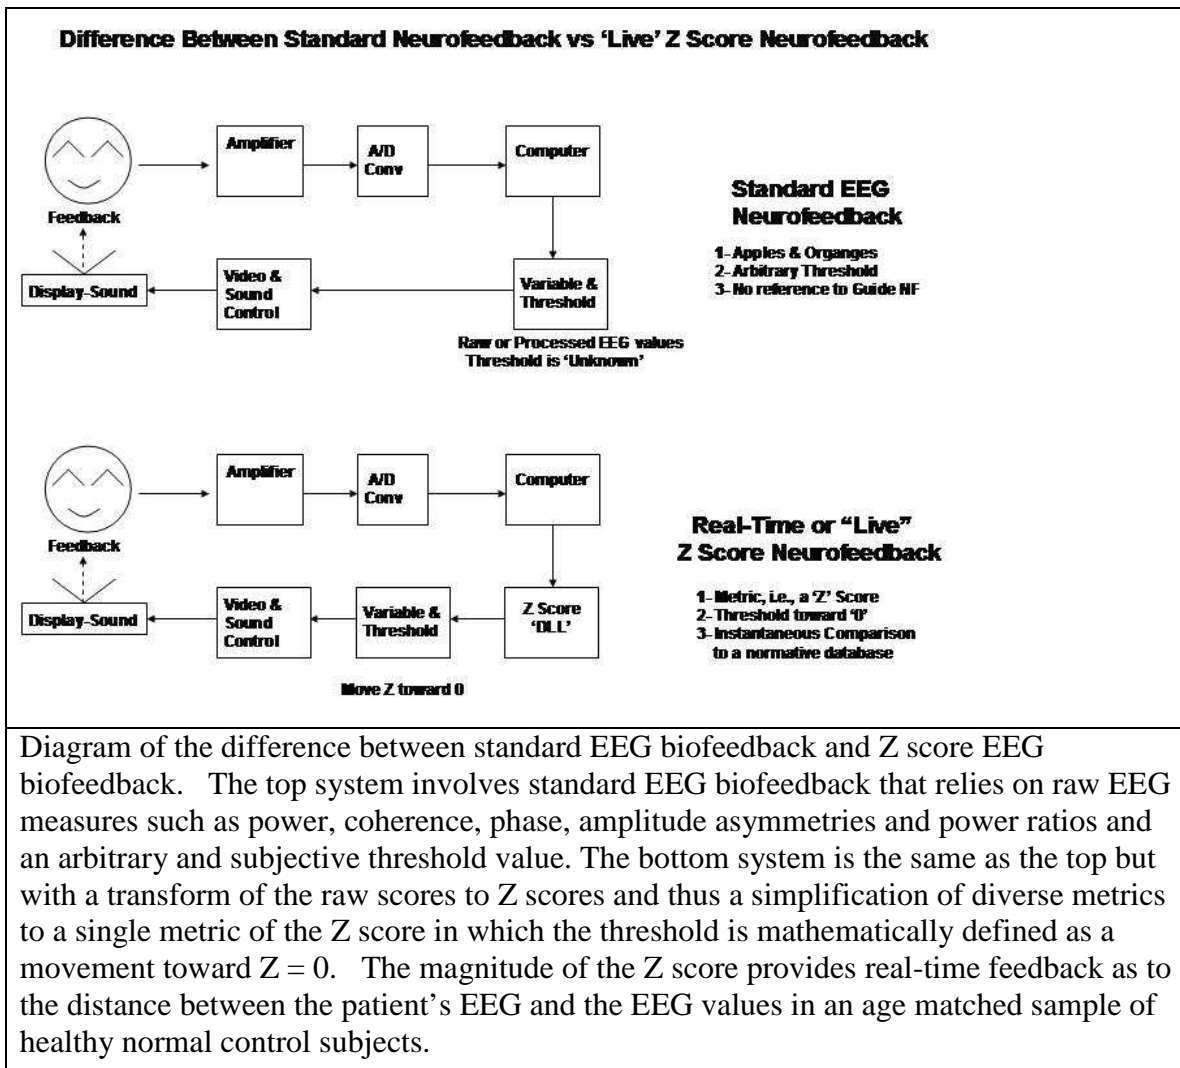 Difference Between Standard Neurofeedback vs ‘Live’ Z Score Neurofeedback
Amplifier
A/D
Conv
Computer
Feedback
Display-Sound
Video &
Sound
Control
Variable &
Threshold
Raw or Processed EEG values
Threshold is ‘Unknown’
Standard EEG
Neurofeedback
1- Apples & Organges
2- Arbitrary Threshold
3- No reference to Guide NF
Amplifier
A/D
Conv
Computer
Feedback
Display-Sound
Video &
Sound
Control
Variable &
Threshold
Z Score
‘DLL’
Move Z toward 0
Real-Time or “Live”
Z Score Neurofeedback
1- Metric, i.e., a ‘Z’ Score
2- Threshold toward ‘0’
3- Instantaneous Comparison
to a normative database
Diagram of the difference between standard EEG biofeedback and Z score EEG
biofeedback.   The top system involves standard EEG biofeedback that relies on raw EEG
measures such as power, coherence, phase, amplitude asymmetries and power ratios and
an arbitrary and subjective threshold value. The bottom system is the same as the top but
with a transform of the raw scores to Z scores and thus a simplification of diverse metrics
to a single metric of the Z score in which the threshold is mathematically defined as a
movement toward Z = 0.   The magnitude of the Z score provides real-time feedback as to
the distance between the patient’s EEG and the EEG values in an age matched sample of
healthy normal control subjects.